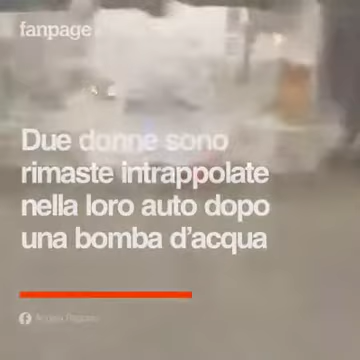 fanpage
Due donne sono
rimaste intrappolate
nella loro auto dopo
una bomba d'acqua